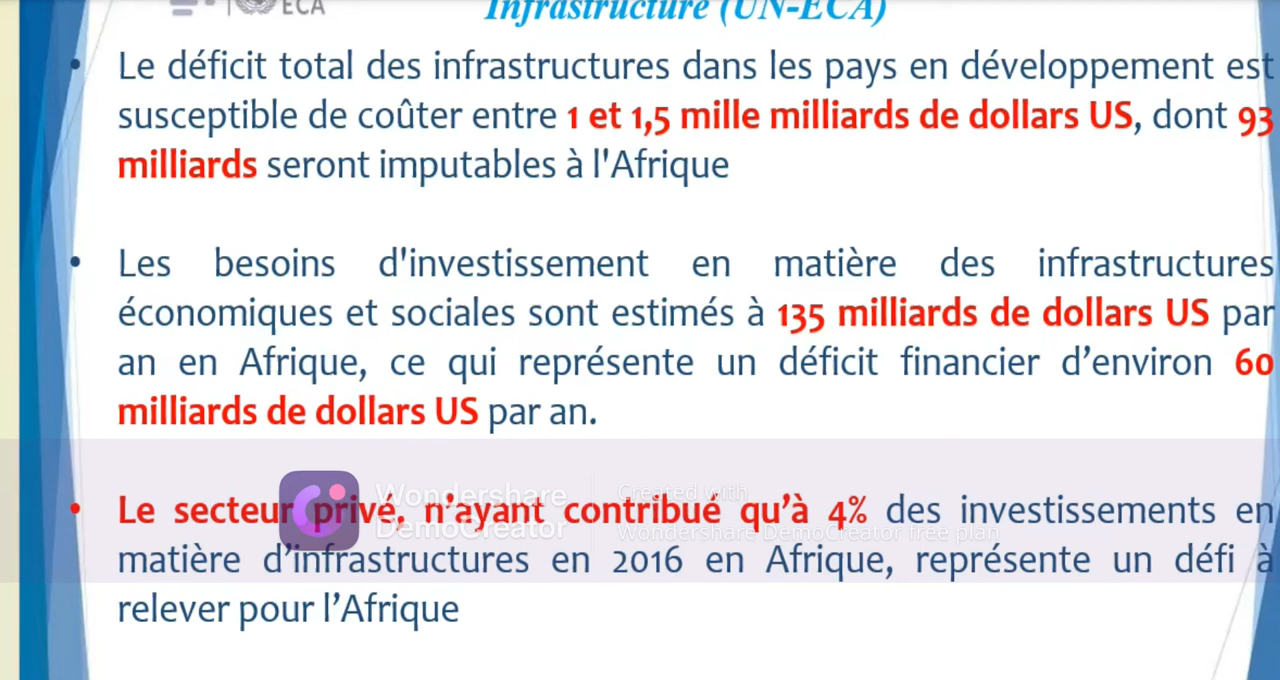 ECA
Infrastructure (UN-ECA)
• Le déficit total des infrastructures dans les pays en développement est
susceptible de coûter entre 1 et 1,5 mille milliards de dollars US, dont 93
milliards seront imputables à l'Afrique
• Les besoins d'investissement en matière des infrastructures
économiques et sociales sont estimés à 135 milliards de dollars US par
an en Afrique, ce qui représente un déficit financier d’environ 60
milliards de dollars US par an.
• Le secteur privé, n’ayant contribué qu’à 4% des investissements en
matière d’infrastructures en 2016 en Afrique, représente un défi à
relever pour l’Afrique
Wondershare
DemoCreator
Created with
Wondershare DemoCreator free plan